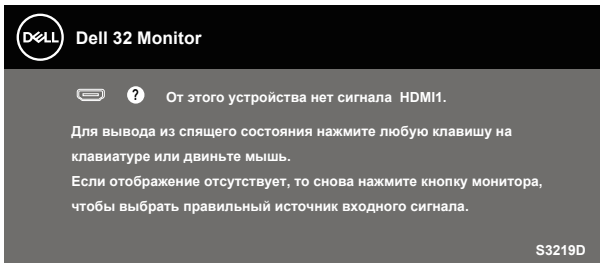 DELL Dell 32 Monitor
? От этого устройства нет сигнала HDMI1.
Для вывода из спящего состояния нажмите любую клавишу на
клавиатуре или двиньте мышь.
Если отображение отсутствует, то снова нажмите кнопку монитора,
чтобы выбрать правильный источник входного сигнала.
S3219D